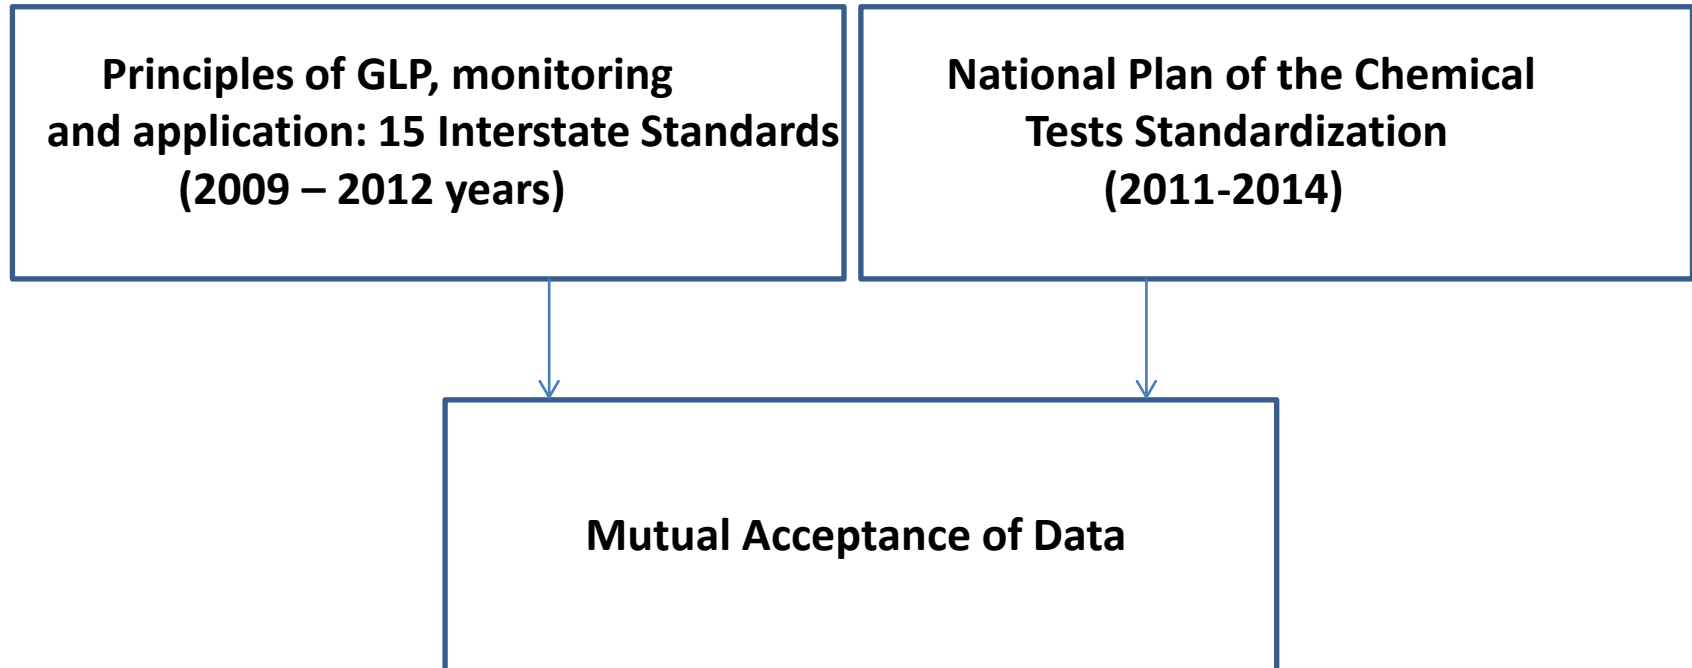 Principles of GLP, monitoring
and application: 15 Interstate Standards
(2009 – 2012 years)
National Plan of the Chemical
Tests Standardization
(2011-2014)
Mutual Acceptance of Data